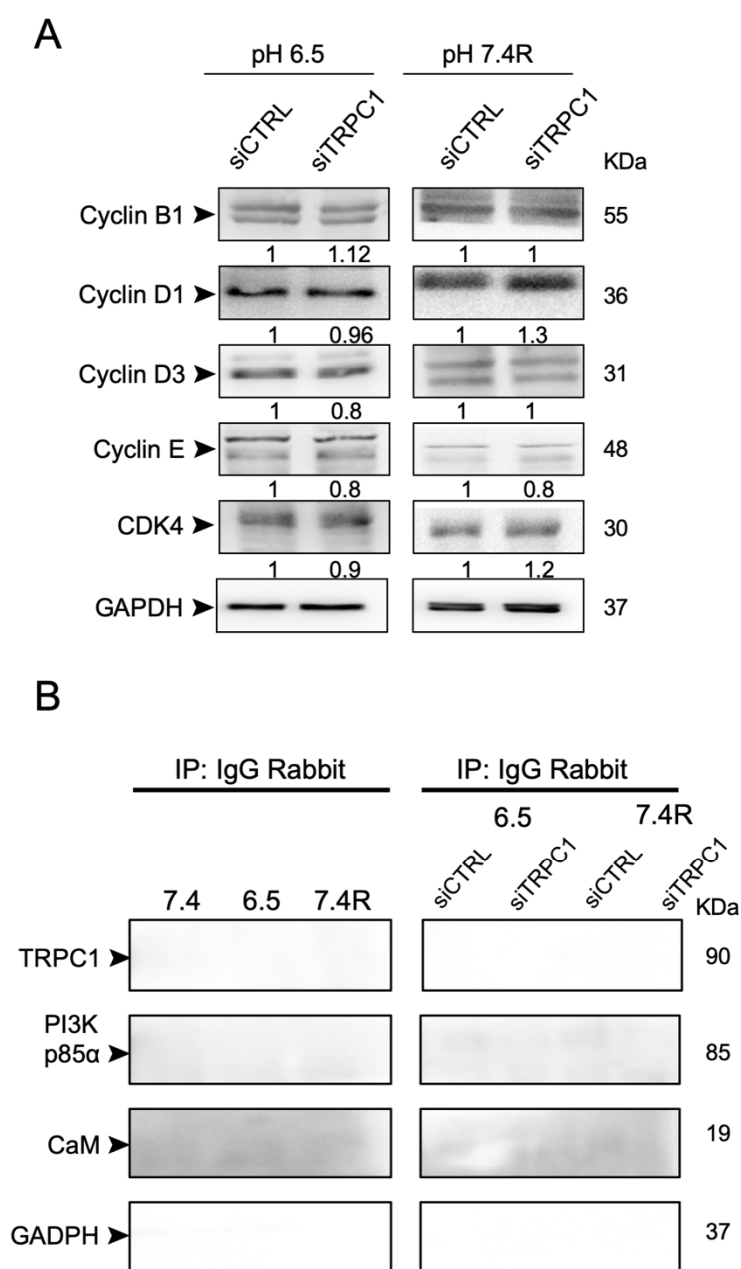 A
pH 6.5 pH 7.4R
siCTRL siTRPC1 siCTRL siTRPC1 KDa
Cyclin B1 55
1 1.12 1 1
Cyclin D1 36
1 0.96 1 1.3
Cyclin D3 31
1 0.8 1 1
Cyclin E 48
1 0.8 1 0.8
CDK4 30
1 0.9 1 1.2
GAPDH 37
B
IP: IgG Rabbit IP: IgG Rabbit
6.5 7.4R
siCTRL siTRPC1 siCTRL siTRPC1
7.4 6.5 7.4R KDa
TRPC1 90
PI3K
p85α 85
CaM 19
GADPH 37